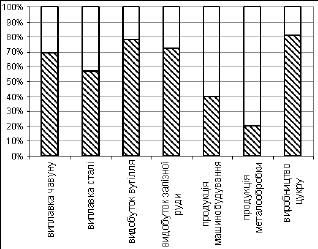 100%
90%
80%
70%
60%
50%
40%
30%
20%
10%
0%
виплавка чавуну
виплавка сталі
видобуток вугілля
видобуток залізної
руди
продукція
машинобудування
продукція
металообробки
виробництво
цукру